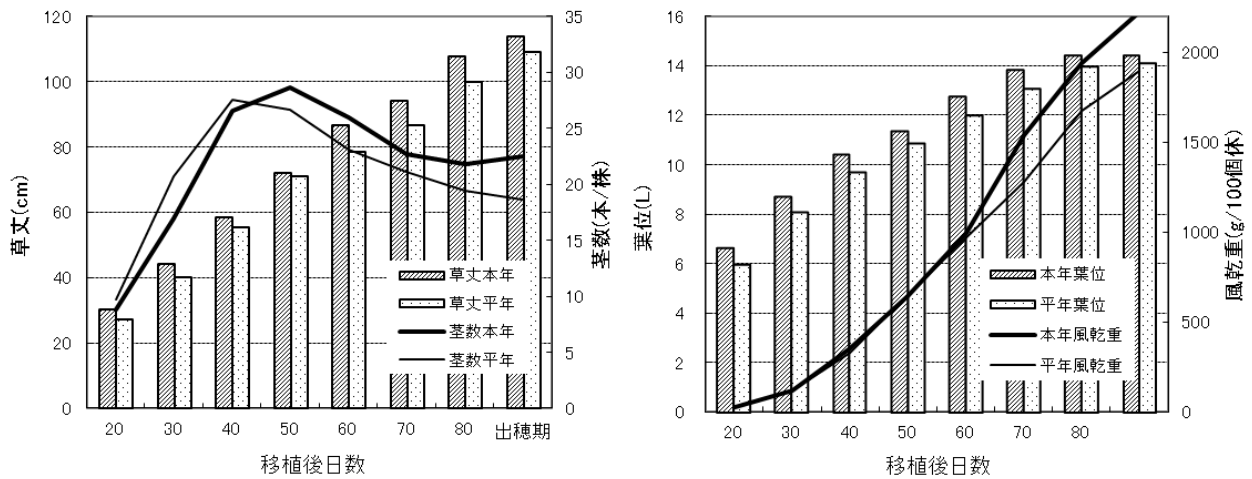 120
100
80
60
40
20
0
草丈(cm)
35
30
25
20
15
10
5
0
茎数(本/株)
草丈本年
草丈平年
茎数本年
茎数平年
20 30 40 50 60 70 80 出穂期
移植後日数
16
14
12
10
8
6
4
2
0
葉位(L)
2000
1500
1000
500
0
風乾重(g/100個体)
本年葉位
平年葉位
本年風乾重
平年風乾重
20 30 40 50 60 70 80
移植後日数